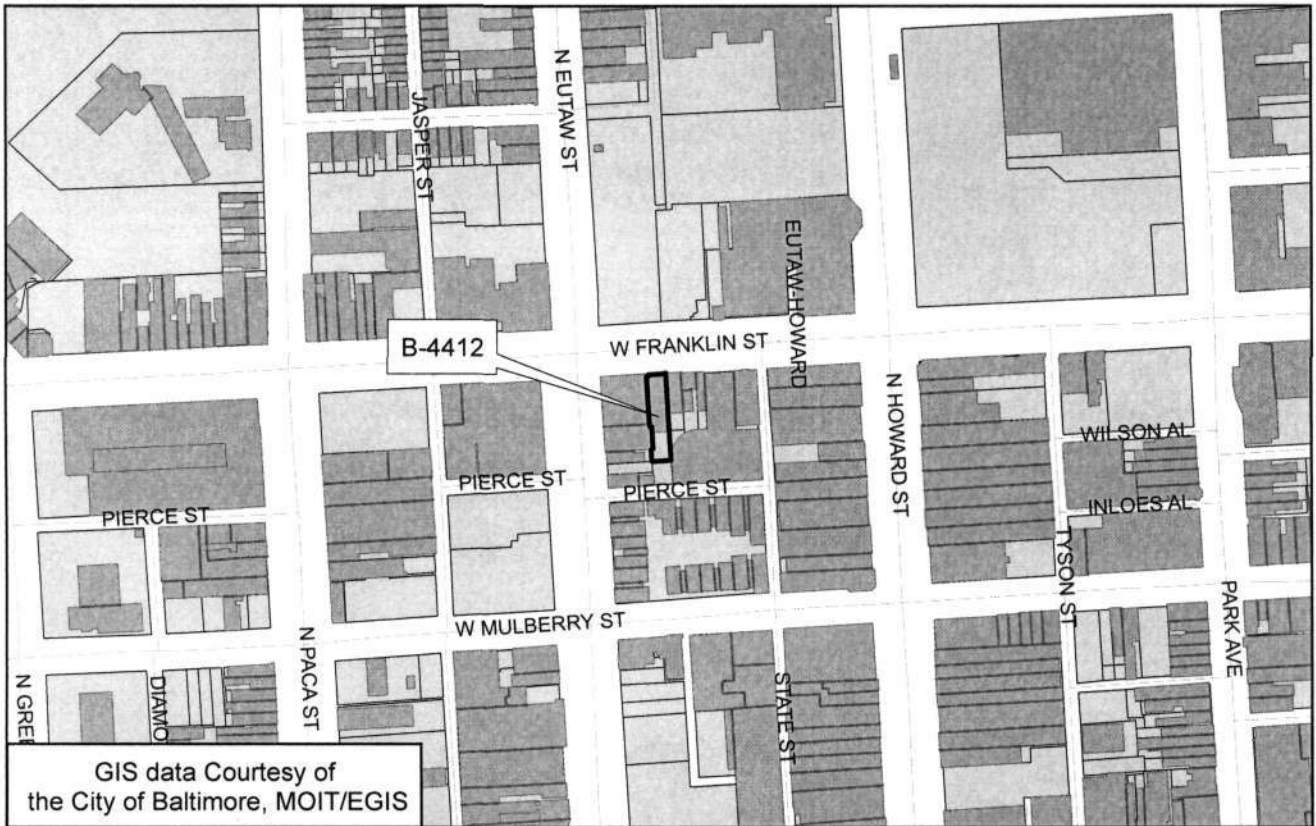 N EUTAW ST
JASPER ST
EUTAW-HOWARD
W FRANKLIN ST
B-4412
N HOWARD ST
WILSON AL
PIERCE ST
PIERCE ST
INLOES AL
PIERCE ST
TYSON ST
PARK AVE
W MULBERRY ST
N PACA ST
STATE ST
N GREE
DIAMO
GIS data Courtesy of
the City of Baltimore, MOIT/EGIS